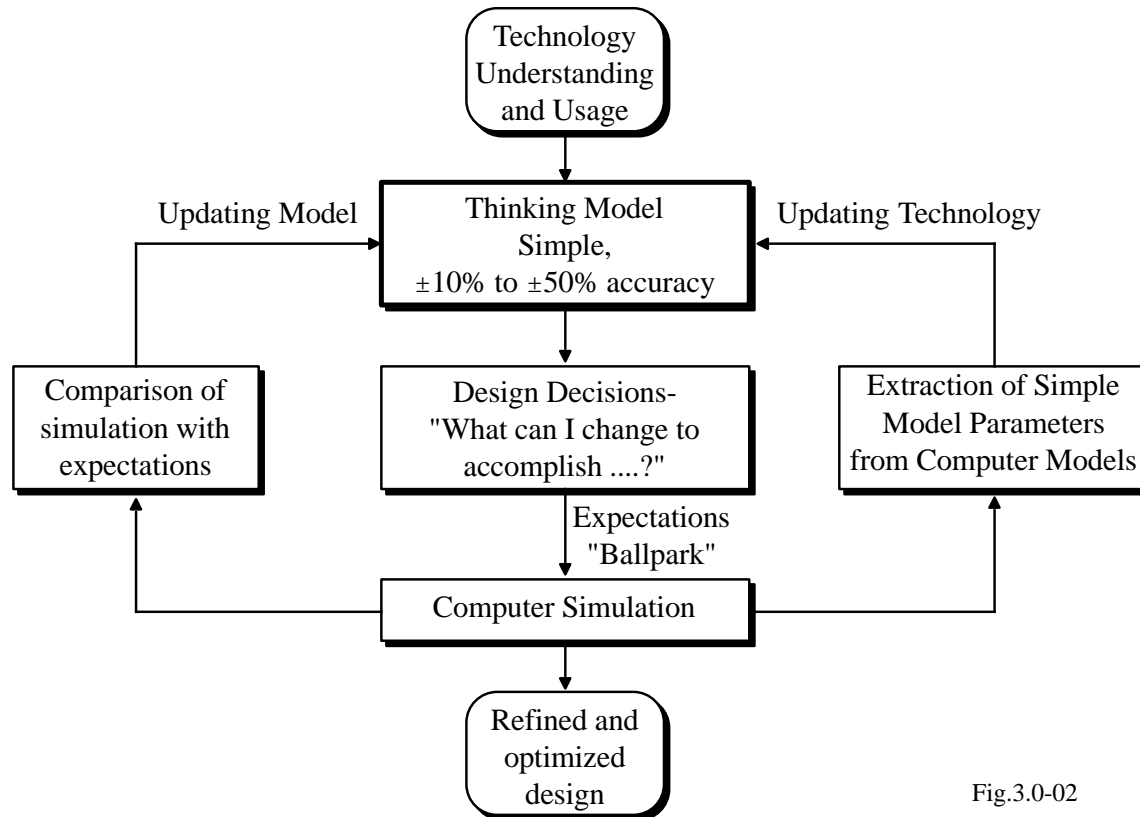 Technology
Understanding
and Usage
Updating Model
Thinking Model
Simple,
±10% to ±50% accuracy
Updating Technology
Comparison of
simulation with
expectations
Design Decisions-
"What can I change to
accomplish ....?"
Extraction of Simple
Model Parameters
from Computer Models
Expectations
"Ballpark"
Computer Simulation
Refined and
optimized
design
Fig.3.0-02